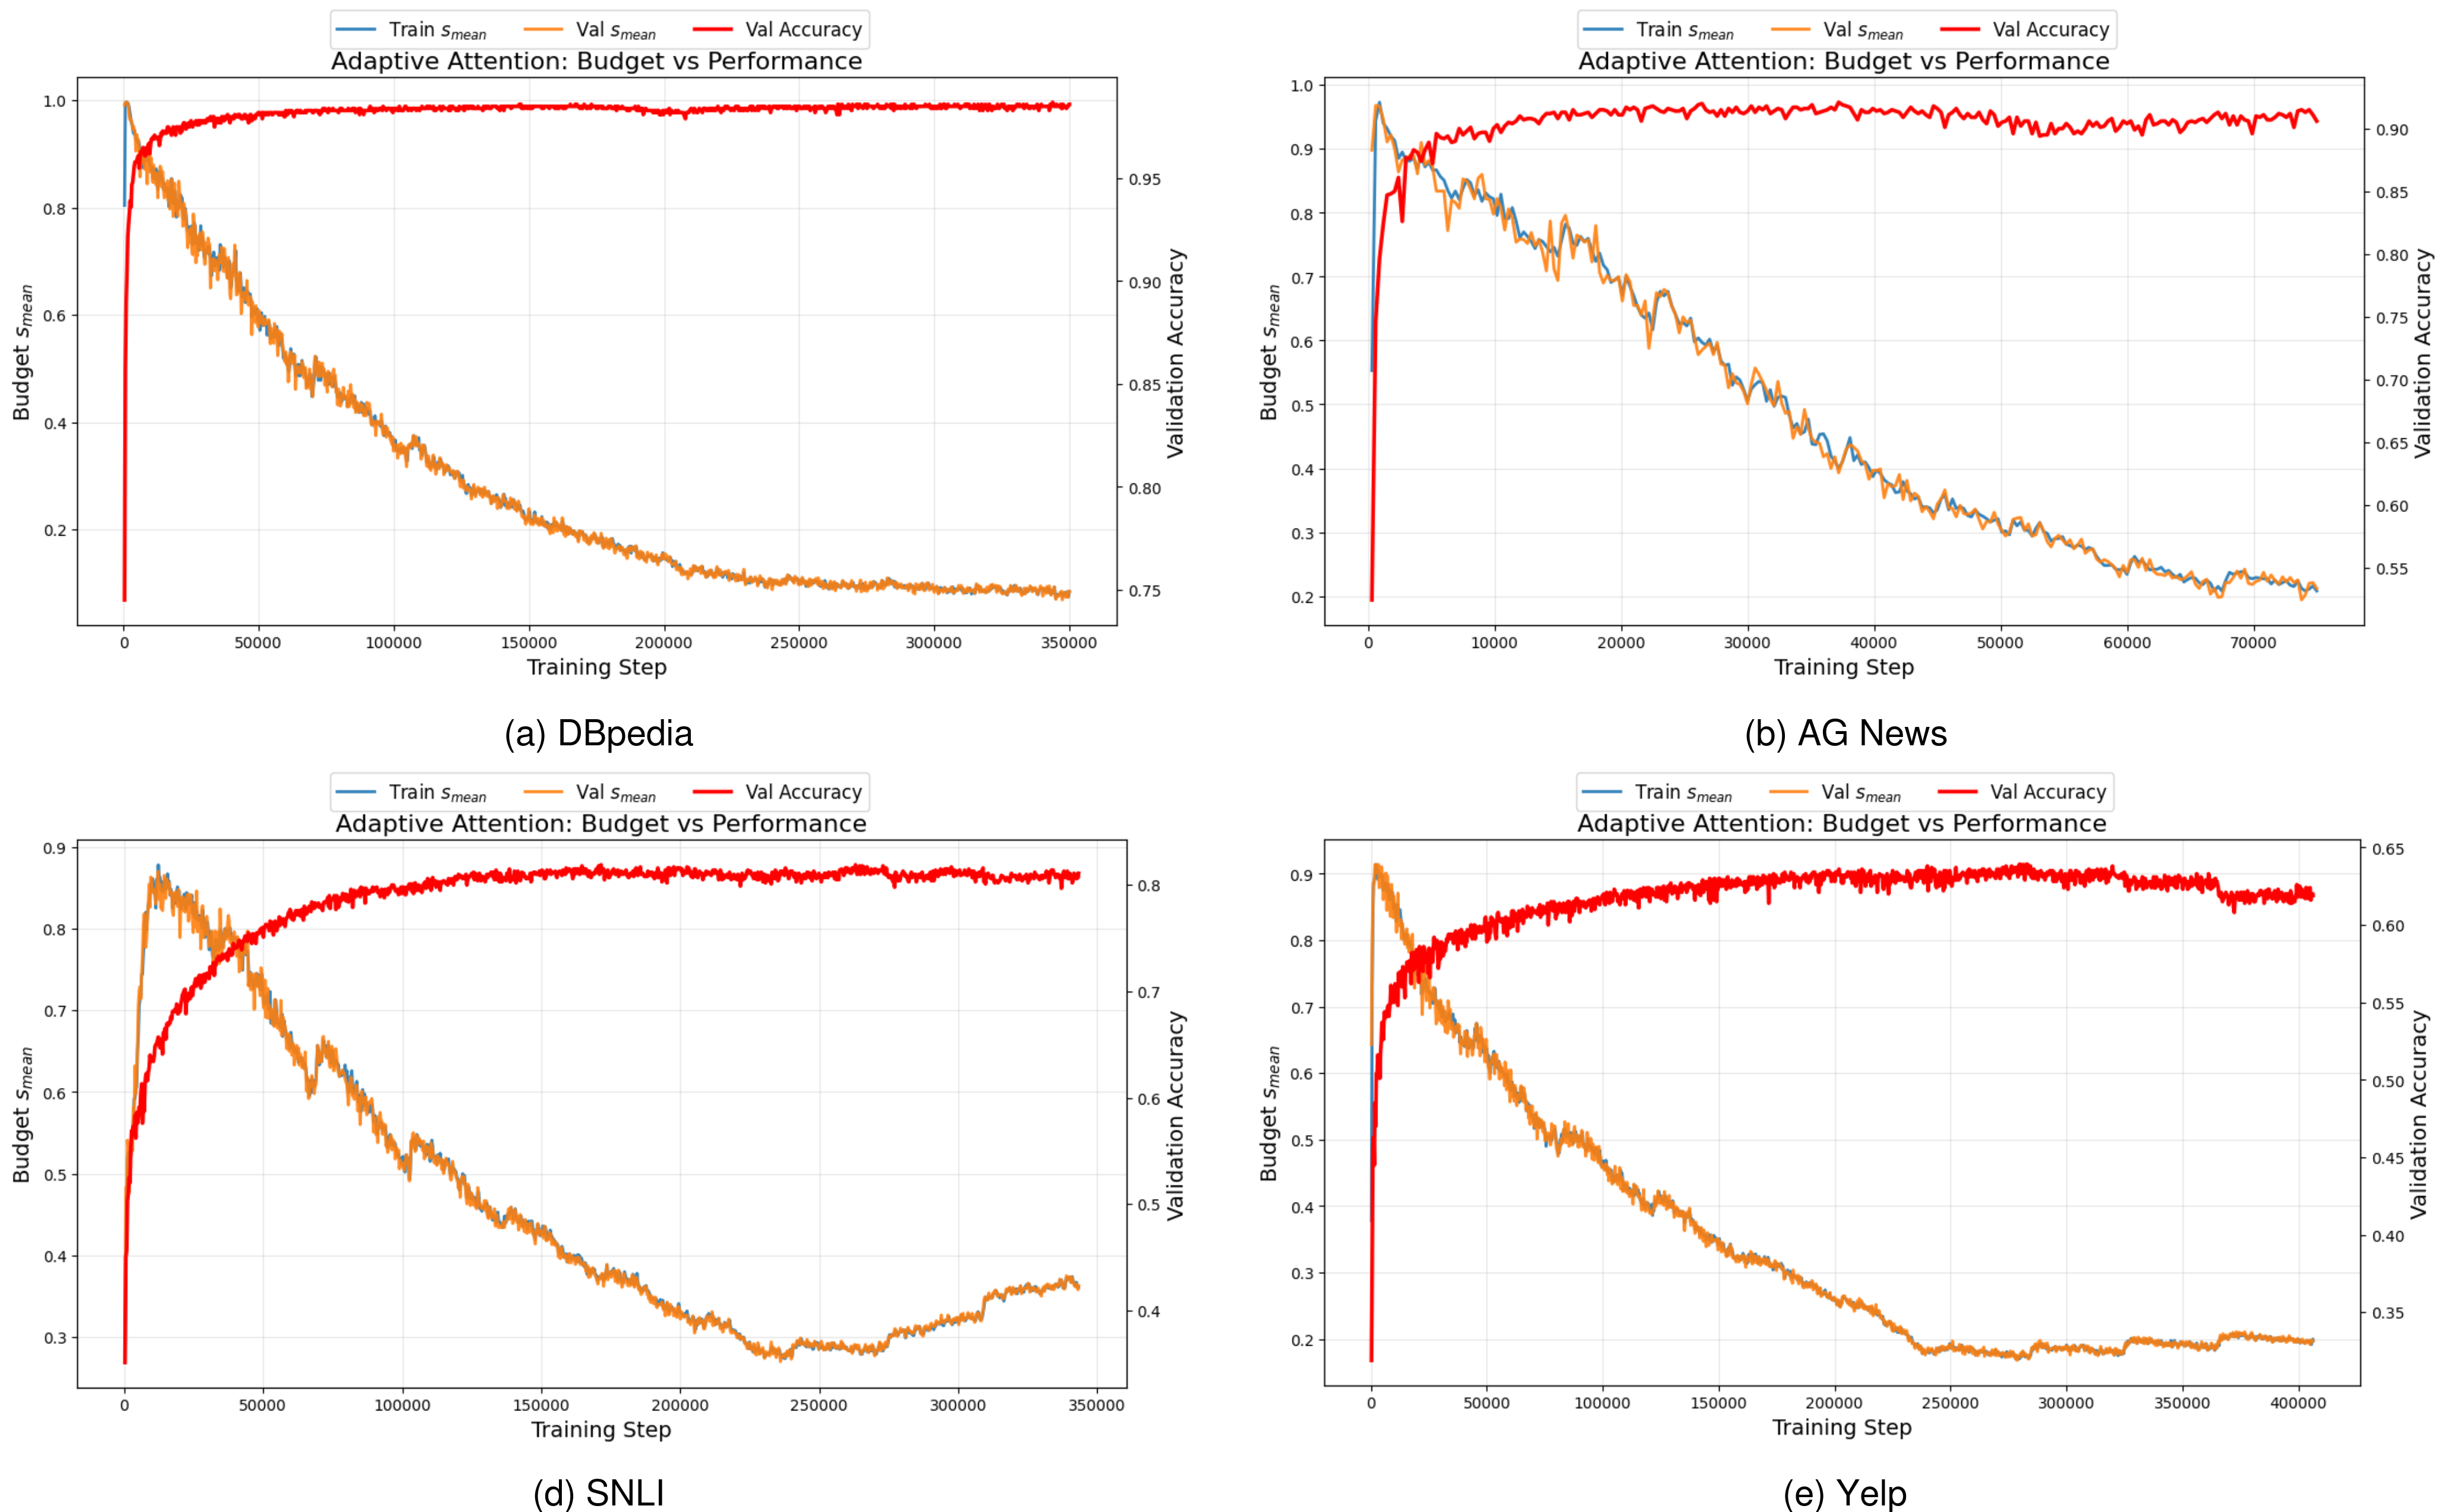 Train s_mean Val s_mean Val Accuracy
Adaptive Attention: Budget vs Performance
Budget s_mean
1.0
0.8
0.6
0.4
0.2
0.95
0.90
0.85
0.80
0.75
Validation Accuracy
0 50000 100000 150000 200000 250000 300000 350000
Training Step
(a) DBpedia
Train s_mean Val s_mean Val Accuracy
Adaptive Attention: Budget vs Performance
Budget s_mean
1.0
0.9
0.8
0.7
0.6
0.5
0.4
0.3
0.2
0.90
0.85
0.80
0.75
0.70
0.65
0.60
0.55
Validation Accuracy
0 10000 20000 30000 40000 50000 60000 70000
Training Step
(b) AG News
Train s_mean Val s_mean Val Accuracy
Adaptive Attention: Budget vs Performance
Budget s_mean
0.9
0.8
0.7
0.6
0.5
0.4
0.3
0.8
0.7
0.6
0.5
0.4
Validation Accuracy
0 50000 100000 150000 200000 250000 300000 350000
Training Step
(d) SNLI
Train s_mean Val s_mean Val Accuracy
Adaptive Attention: Budget vs Performance
Budget s_mean
0.9
0.8
0.7
0.6
0.5
0.4
0.3
0.2
0.65
0.60
0.55
0.50
0.45
0.40
0.35
Validation Accuracy
0 50000 100000 150000 200000 250000 300000 350000 400000
Training Step
(e) Yelp